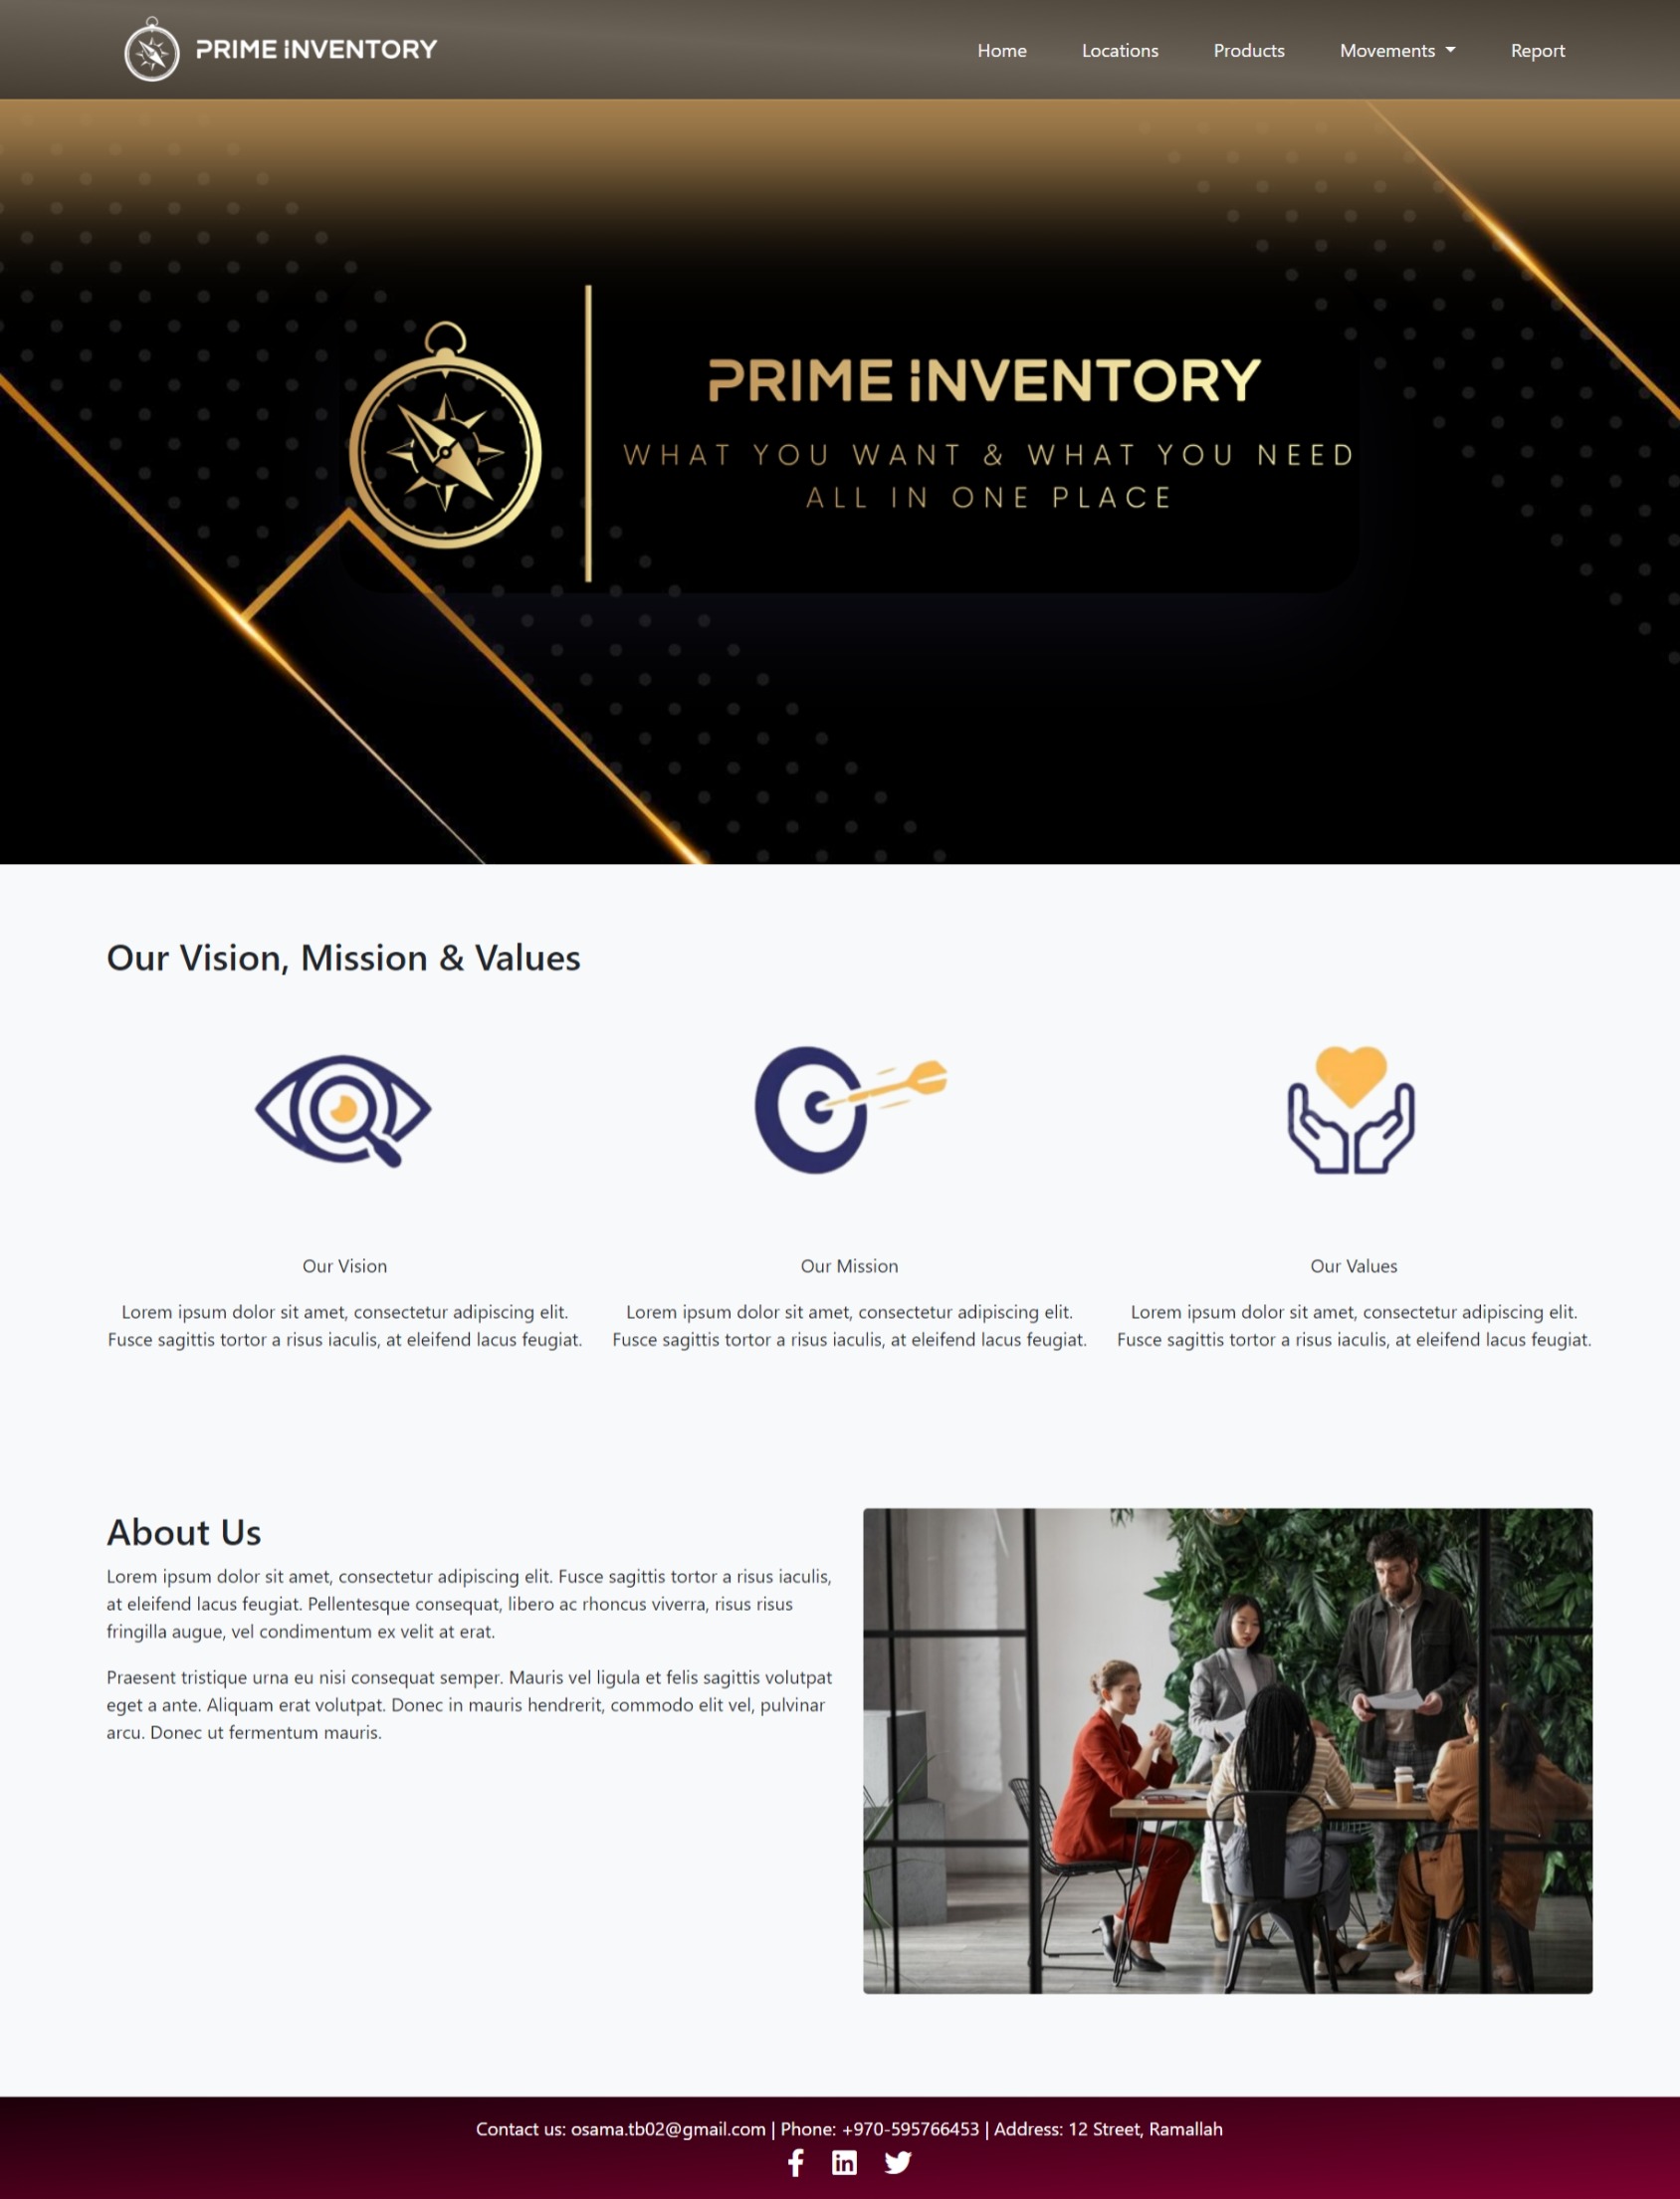 PRIME iNVENTORY
Home Locations Products Movements Report
PRIME iNVENTORY
WHAT YOU WANT & WHAT YOU NEED
ALL IN ONE PLACE
Our Vision, Mission & Values
Our Vision
Lorem ipsum dolor sit amet, consectetur adipiscing elit.
Fusce sagittis tortor a risus iaculis, at eleifend lacus feugiat.
Our Mission
Lorem ipsum dolor sit amet, consectetur adipiscing elit.
Fusce sagittis tortor a risus iaculis, at eleifend lacus feugiat.
Our Values
Lorem ipsum dolor sit amet, consectetur adipiscing elit.
Fusce sagittis tortor a risus iaculis, at eleifend lacus feugiat.
About Us
Lorem ipsum dolor sit amet, consectetur adipiscing elit. Fusce sagittis tortor a risus iaculis,
at eleifend lacus feugiat. Pellentesque consequat, libero ac rhoncus viverra, risus risus
fringilla augue, vel condimentum ex velit at erat.
Praesent tristique urna eu nisi consequat semper. Mauris vel ligula et felis sagittis volutpat
eget a ante. Aliquam erat volutpat. Donec in mauris hendrerit, commodo elit vel, pulvinar
arcu. Donec ut fermentum mauris.
Contact us: osama.tb02@gmail.com | Phone: +970-595766453 | Address: 12 Street, Ramallah